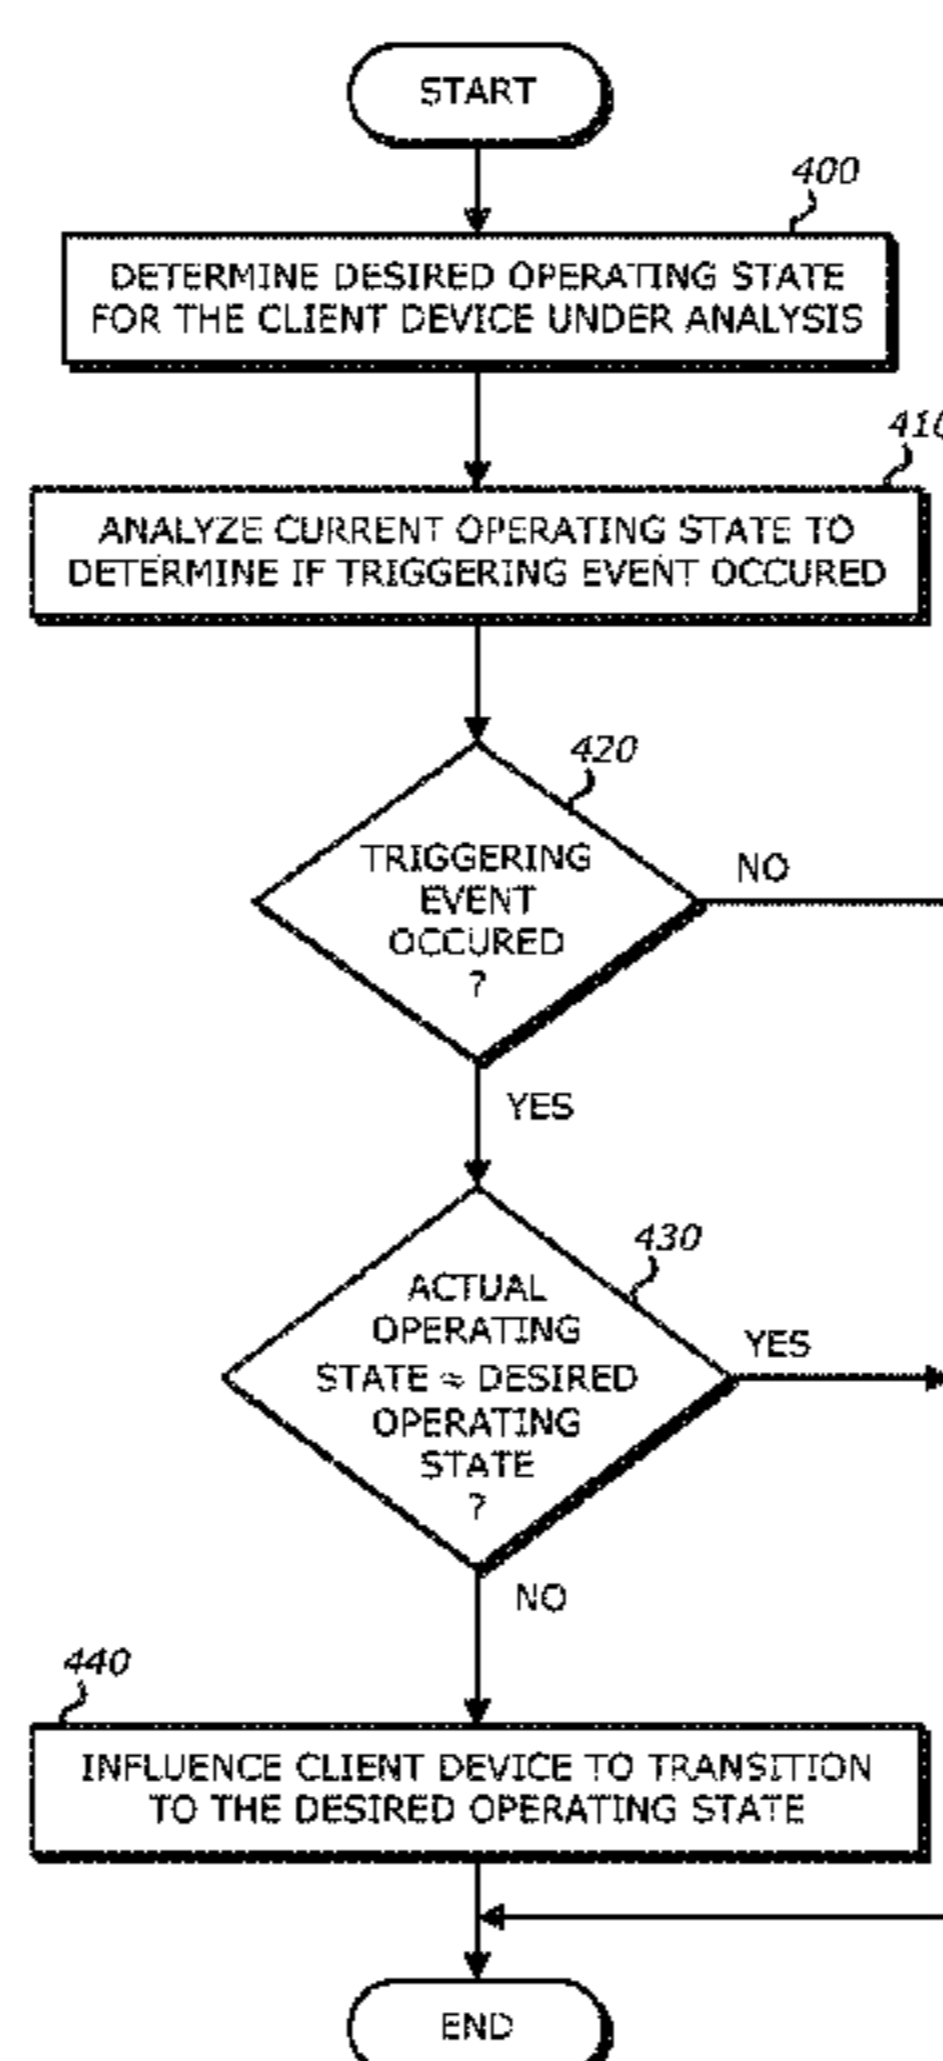 START
400
DETERMINE DESIRED OPERATING STATE
FOR THE CLIENT DEVICE UNDER ANALYSIS
410
ANALYZE CURRENT OPERATING STATE TO
DETERMINE IF TRIGGERING EVENT OCCURED
420
TRIGGERING
EVENT
OCCURED
?
NO
YES
430
ACTUAL
OPERATING
STATE ≈ DESIRED
OPERATING
STATE
?
YES
NO
440
INFLUENCE CLIENT DEVICE TO TRANSITION
TO THE DESIRED OPERATING STATE
END